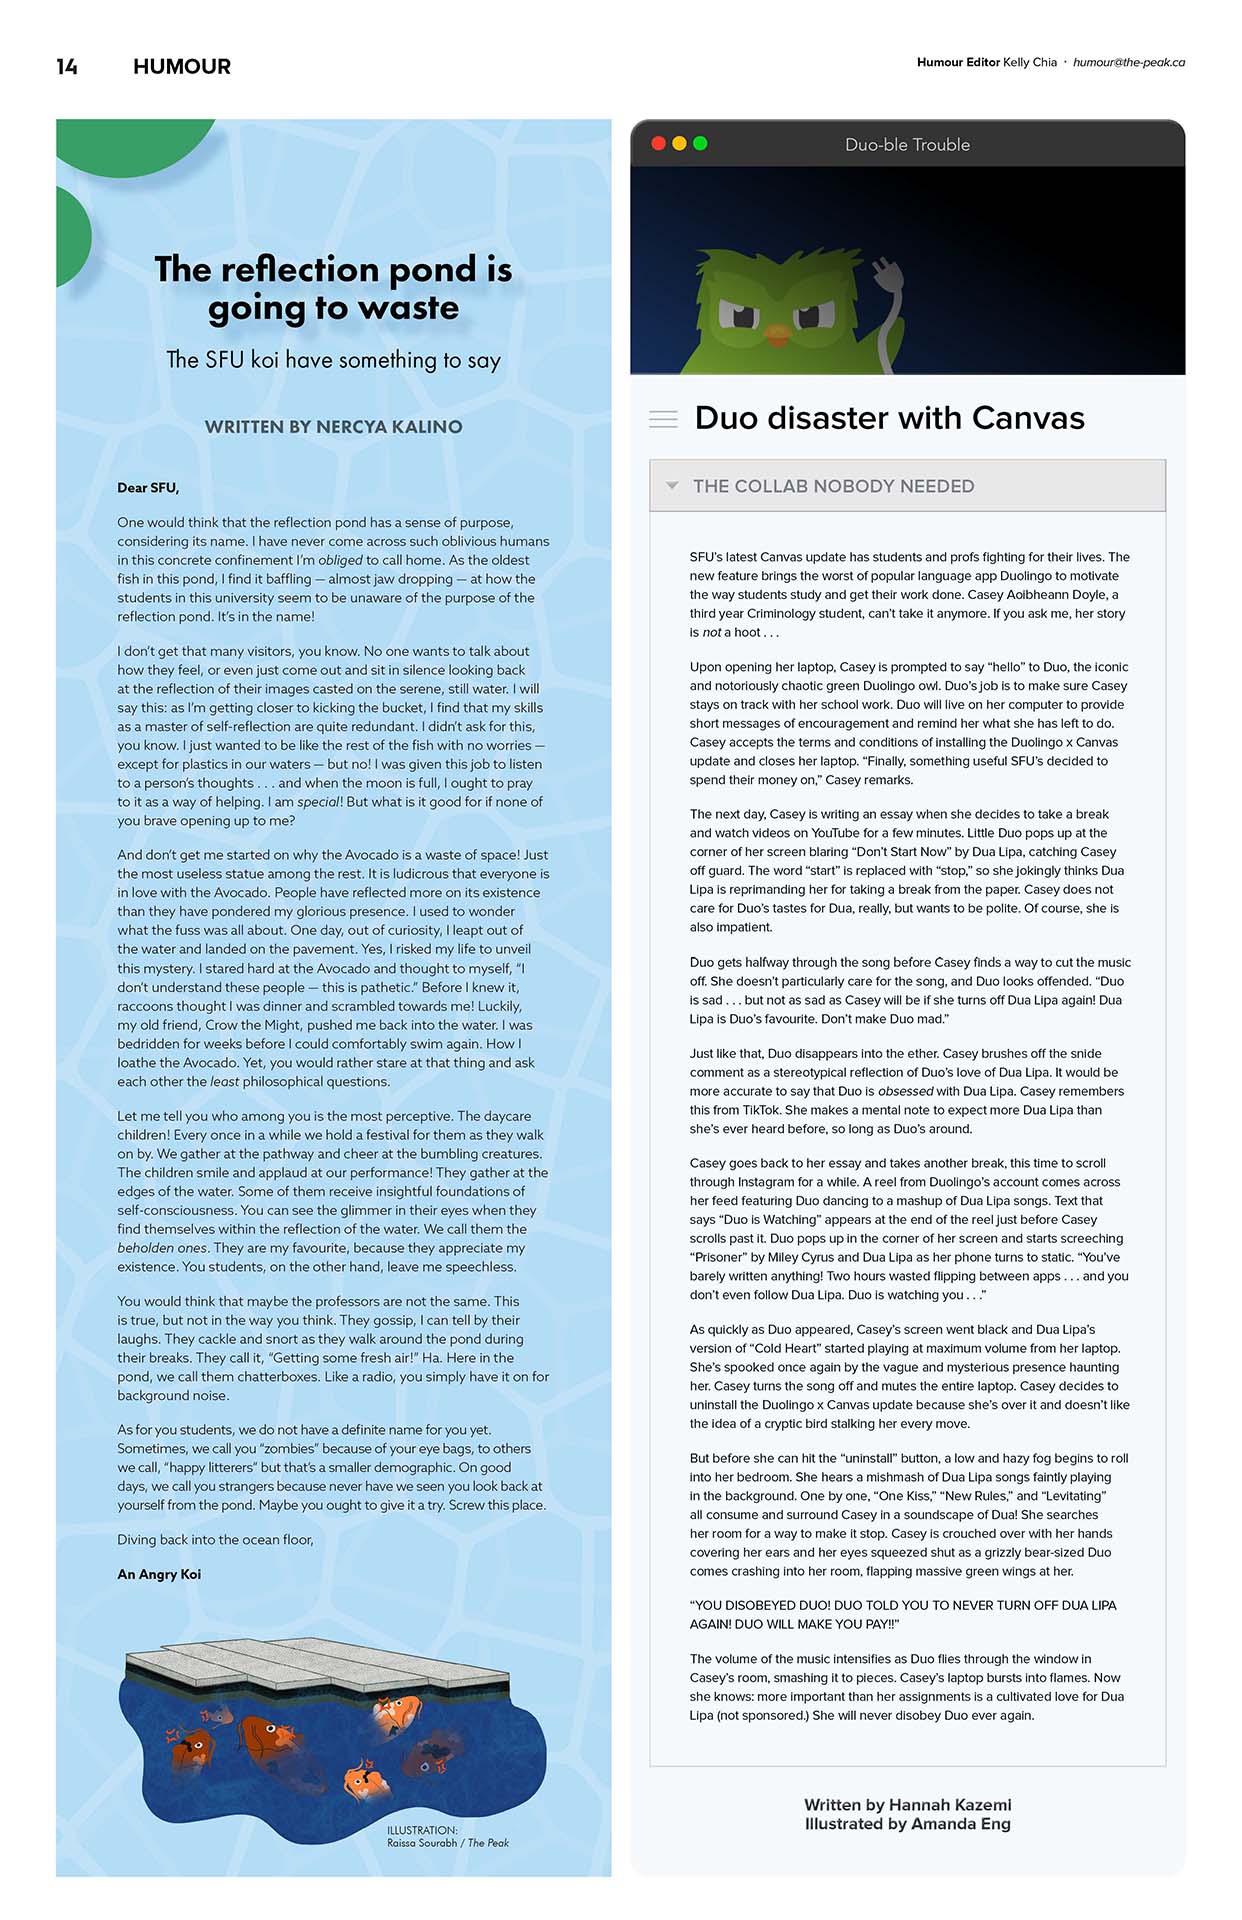 14
HUMOUR
Humour Editor Kelly Chia · humour@the-peak.ca
The reflection pond is
going to waste
The SFU koi have something to say
WRITTEN BY NERCYA KALINO
Dear SFU,
One would think that the reflection pond has a sense of purpose,
considering its name. I have never come across such oblivious humans
in this concrete confinement I’m obliged to call home. As the oldest
fish in this pond, I find it baffling — almost jaw dropping — at how the
students in this university seem to be unaware of the purpose of the
reflection pond. It’s in the name!
I don’t get that many visitors, you know. No one wants to talk about
how they feel, or even just come out and sit in silence looking back
at the reflection of their images casted on the serene, still water. I will
say this: as I’m getting closer to kicking the bucket, I find that my skills
as a master of self-reflection are quite redundant. I didn’t ask for this,
you know. I just wanted to be like the rest of the fish with no worries —
except for plastics in our waters — but no! I was given this job to listen
to a person’s thoughts . . . and when the moon is full, I ought to pray
to it as a way of helping. I am special! But what is it good for if none of
you brave opening up to me?
And don’t get me started on why the Avocado is a waste of space! Just
the most useless statue among the rest. It is ludicrous that everyone is
in love with the Avocado. People have reflected more on its existence
than they have pondered my glorious presence. I used to wonder
what the fuss was all about. One day, out of curiosity, I leapt out of
the water and landed on the pavement. Yes, I risked my life to unveil
this mystery. I stared hard at the Avocado and thought to myself, “I
don’t understand these people — this is pathetic.” Before I knew it,
raccoons thought I was dinner and scrambled towards me! Luckily,
my old friend, Crow the Might, pushed me back into the water. I was
bedridden for weeks before I could comfortably swim again. How I
loathe the Avocado. Yet, you would rather stare at that thing and ask
each other the least philosophical questions.
Let me tell you who among you is the most perceptive. The daycare
children! Every once in a while we hold a festival for them as they walk
on by. We gather at the pathway and cheer at the bumbling creatures.
The children smile and applaud at our performance! They gather at the
edges of the water. Some of them receive insightful foundations of
self-consciousness. You can see the glimmer in their eyes when they
find themselves within the reflection of the water. We call them the
beholden ones. They are my favourite, because they appreciate my
existence. You students, on the other hand, leave me speechless.
You would think that maybe the professors are not the same. This
is true, but not in the way you think. They gossip, I can tell by their
laughs. They cackle and snort as they walk around the pond during
their breaks. They call it, “Getting some fresh air!” Ha. Here in the
pond, we call them chatterboxes. Like a radio, you simply have it on for
background noise.
As for you students, we do not have a definite name for you yet.
Sometimes, we call you “zombies” because of your eye bags, to others
we call, “happy litterers” but that’s a smaller demographic. On good
days, we call you strangers because never have we seen you look back at
yourself from the pond. Maybe you ought to give it a try. Screw this place.
Diving back into the ocean floor,
An Angry Koi
ILLUSTRATION:
Raissa Sourabh / The Peak
Duo-ble Trouble
Duo disaster with Canvas
THE COLLAB NOBODY NEEDED
SFU’s latest Canvas update has students and profs fighting for their lives. The
new feature brings the worst of popular language app Duolingo to motivate
the way students study and get their work done. Casey Aoibheann Doyle, a
third year Criminology student, can’t take it anymore. If you ask me, her story
is not a hoot . . .
Upon opening her laptop, Casey is prompted to say “hello” to Duo, the iconic
and notoriously chaotic green Duolingo owl. Duo’s job is to make sure Casey
stays on track with her school work. Duo will live on her computer to provide
short messages of encouragement and remind her what she has left to do.
Casey accepts the terms and conditions of installing the Duolingo x Canvas
update and closes her laptop. “Finally, something useful SFU’s decided to
spend their money on,” Casey remarks.
The next day, Casey is writing an essay when she decides to take a break
and watch videos on YouTube for a few minutes. Little Duo pops up at the
corner of her screen blaring “Don’t Start Now” by Dua Lipa, catching Casey
off guard. The word “start” is replaced with “stop,” so she jokingly thinks Dua
Lipa is reprimanding her for taking a break from the paper. Casey does not
care for Duo’s tastes for Dua, really, but wants to be polite. Of course, she is
also impatient.
Duo gets halfway through the song before Casey finds a way to cut the music
off. She doesn’t particularly care for the song, and Duo looks offended. “Duo
is sad . . . but not as sad as Casey will be if she turns off Dua Lipa again! Dua
Lipa is Duo’s favourite. Don’t make Duo mad.”
Just like that, Duo disappears into the ether. Casey brushes off the snide
comment as a stereotypical reflection of Duo’s love of Dua Lipa. It would be
more accurate to say that Duo is obsessed with Dua Lipa. Casey remembers
this from TikTok. She makes a mental note to expect more Dua Lipa than
she’s ever heard before, so long as Duo’s around.
Casey goes back to her essay and takes another break, this time to scroll
through Instagram for a while. A reel from Duolingo’s account comes across
her feed featuring Duo dancing to a mashup of Dua Lipa songs. Text that
says “Duo is Watching” appears at the end of the reel just before Casey
scrolls past it. Duo pops up in the corner of her screen and starts screeching
“Prisoner” by Miley Cyrus and Dua Lipa as her phone turns to static. “You’ve
barely written anything! Two hours wasted flipping between apps . . . and you
don’t even follow Dua Lipa. Duo is watching you . . .”
As quickly as Duo appeared, Casey’s screen went black and Dua Lipa’s
version of “Cold Heart” started playing at maximum volume from her laptop.
She’s spooked once again by the vague and mysterious presence haunting
her. Casey turns the song off and mutes the entire laptop. Casey decides to
uninstall the Duolingo x Canvas update because she’s over it and doesn’t like
the idea of a cryptic bird stalking her every move.
But before she can hit the “uninstall” button, a low and hazy fog begins to roll
into her bedroom. She hears a mishmash of Dua Lipa songs faintly playing
in the background. One by one, “One Kiss,” “New Rules,” and “Levitating”
all consume and surround Casey in a soundscape of Dua! She searches
her room for a way to make it stop. Casey is crouched over with her hands
covering her ears and her eyes squeezed shut as a grizzly bear-sized Duo
comes crashing into her room, flapping massive green wings at her.
“YOU DISOBEYED DUO! DUO TOLD YOU TO NEVER TURN OFF DUA LIPA
AGAIN! DUO WILL MAKE YOU PAY!!”
The volume of the music intensifies as Duo flies through the window in
Casey’s room, smashing it to pieces. Casey’s laptop bursts into flames. Now
she knows: more important than her assignments is a cultivated love for Dua
Lipa (not sponsored.) She will never disobey Duo ever again.
Written by Hannah Kazemi
Illustrated by Amanda Eng